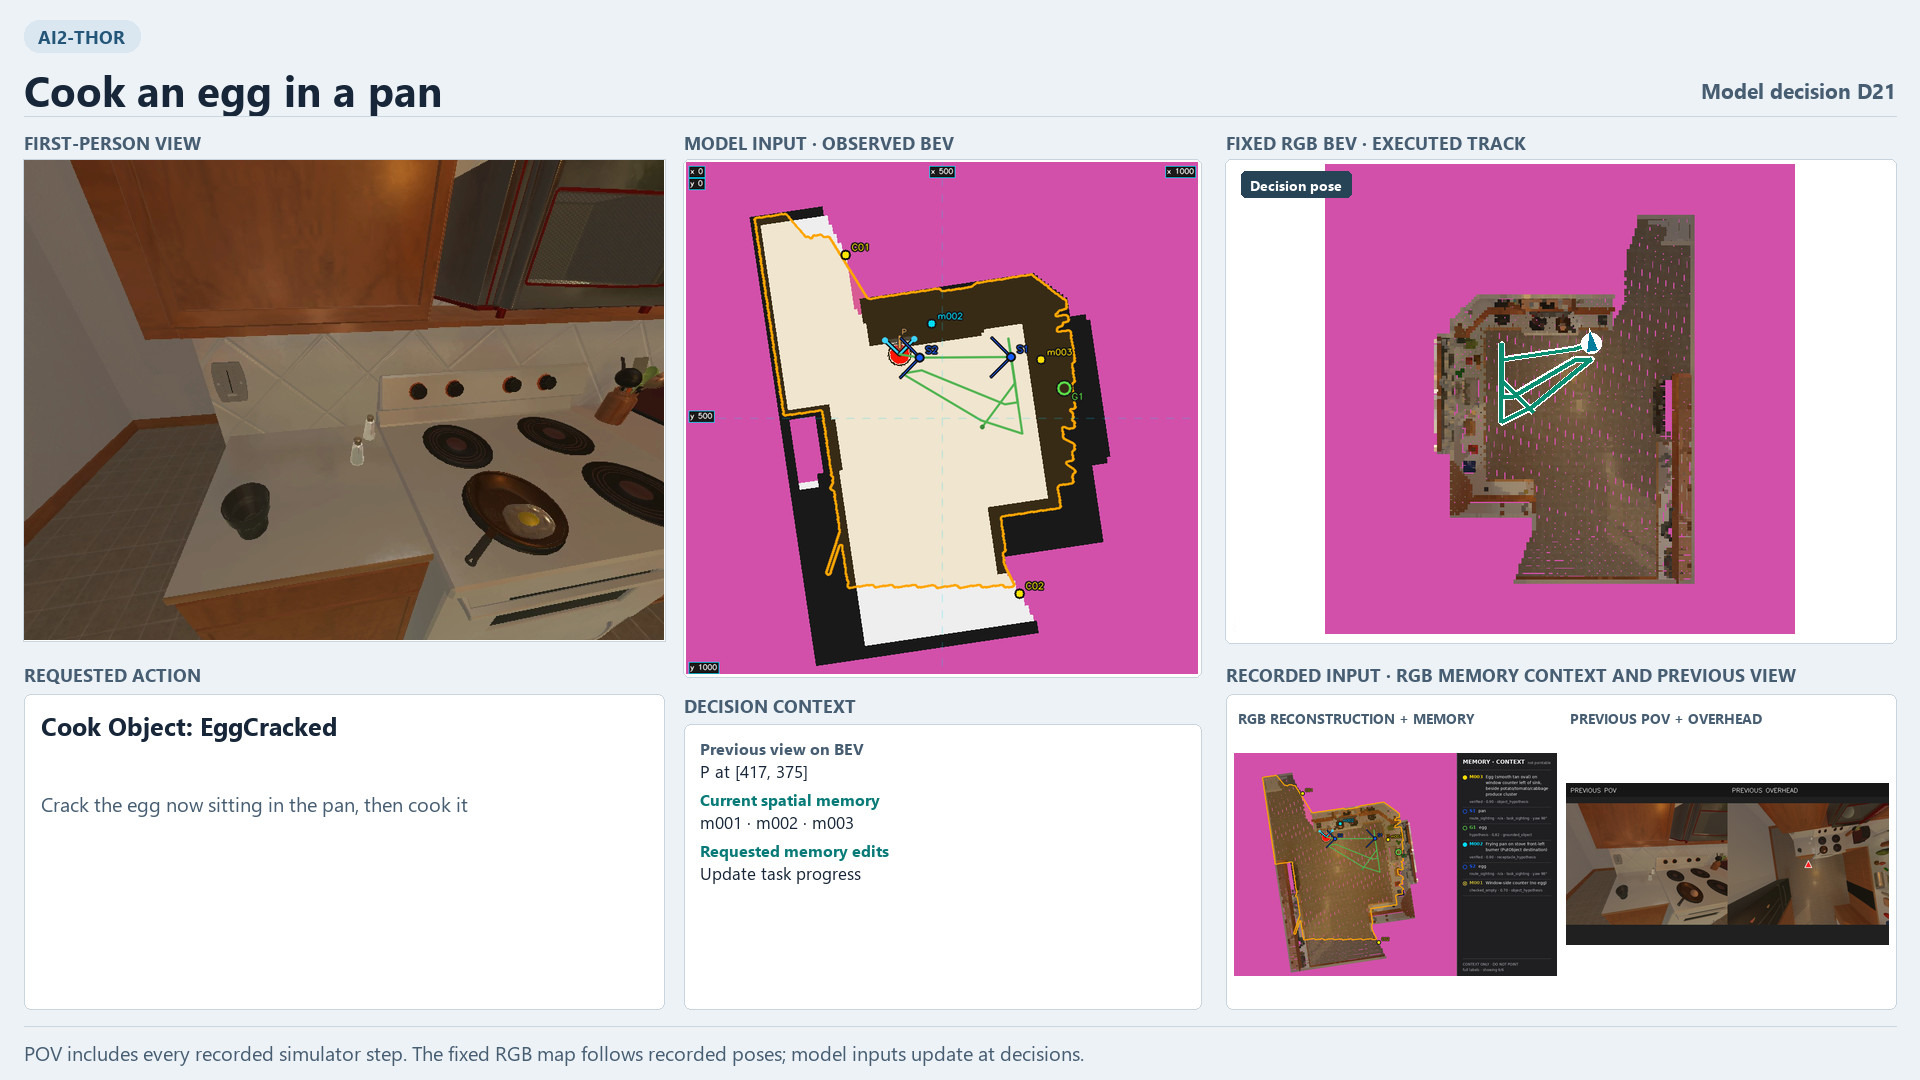 AI2-THOR
Cook an egg in a pan
Model decision D21
FIRST-PERSON VIEW
MODEL INPUT · OBSERVED BEV
FIXED RGB BEV · EXECUTED TRACK
x 0
y 0
x 500
x 1000
y 500
y 1000
C01
m002
P
S2
S1
m003
G1
C02
Decision pose
REQUESTED ACTION
Cook Object: EggCracked
Crack the egg now sitting in the pan, then cook it
DECISION CONTEXT
Previous view on BEV
P at [417, 375]
Current spatial memory
m001 · m002 · m003
Requested memory edits
Update task progress
RECORDED INPUT · RGB MEMORY CONTEXT AND PREVIOUS VIEW
RGB RECONSTRUCTION + MEMORY
PREVIOUS POV + OVERHEAD
MEMORY · CONTEXT
PREVIOUS POV
PREVIOUS OVERHEAD
POV includes every recorded simulator step. The fixed RGB map follows recorded poses; model inputs update at decisions.